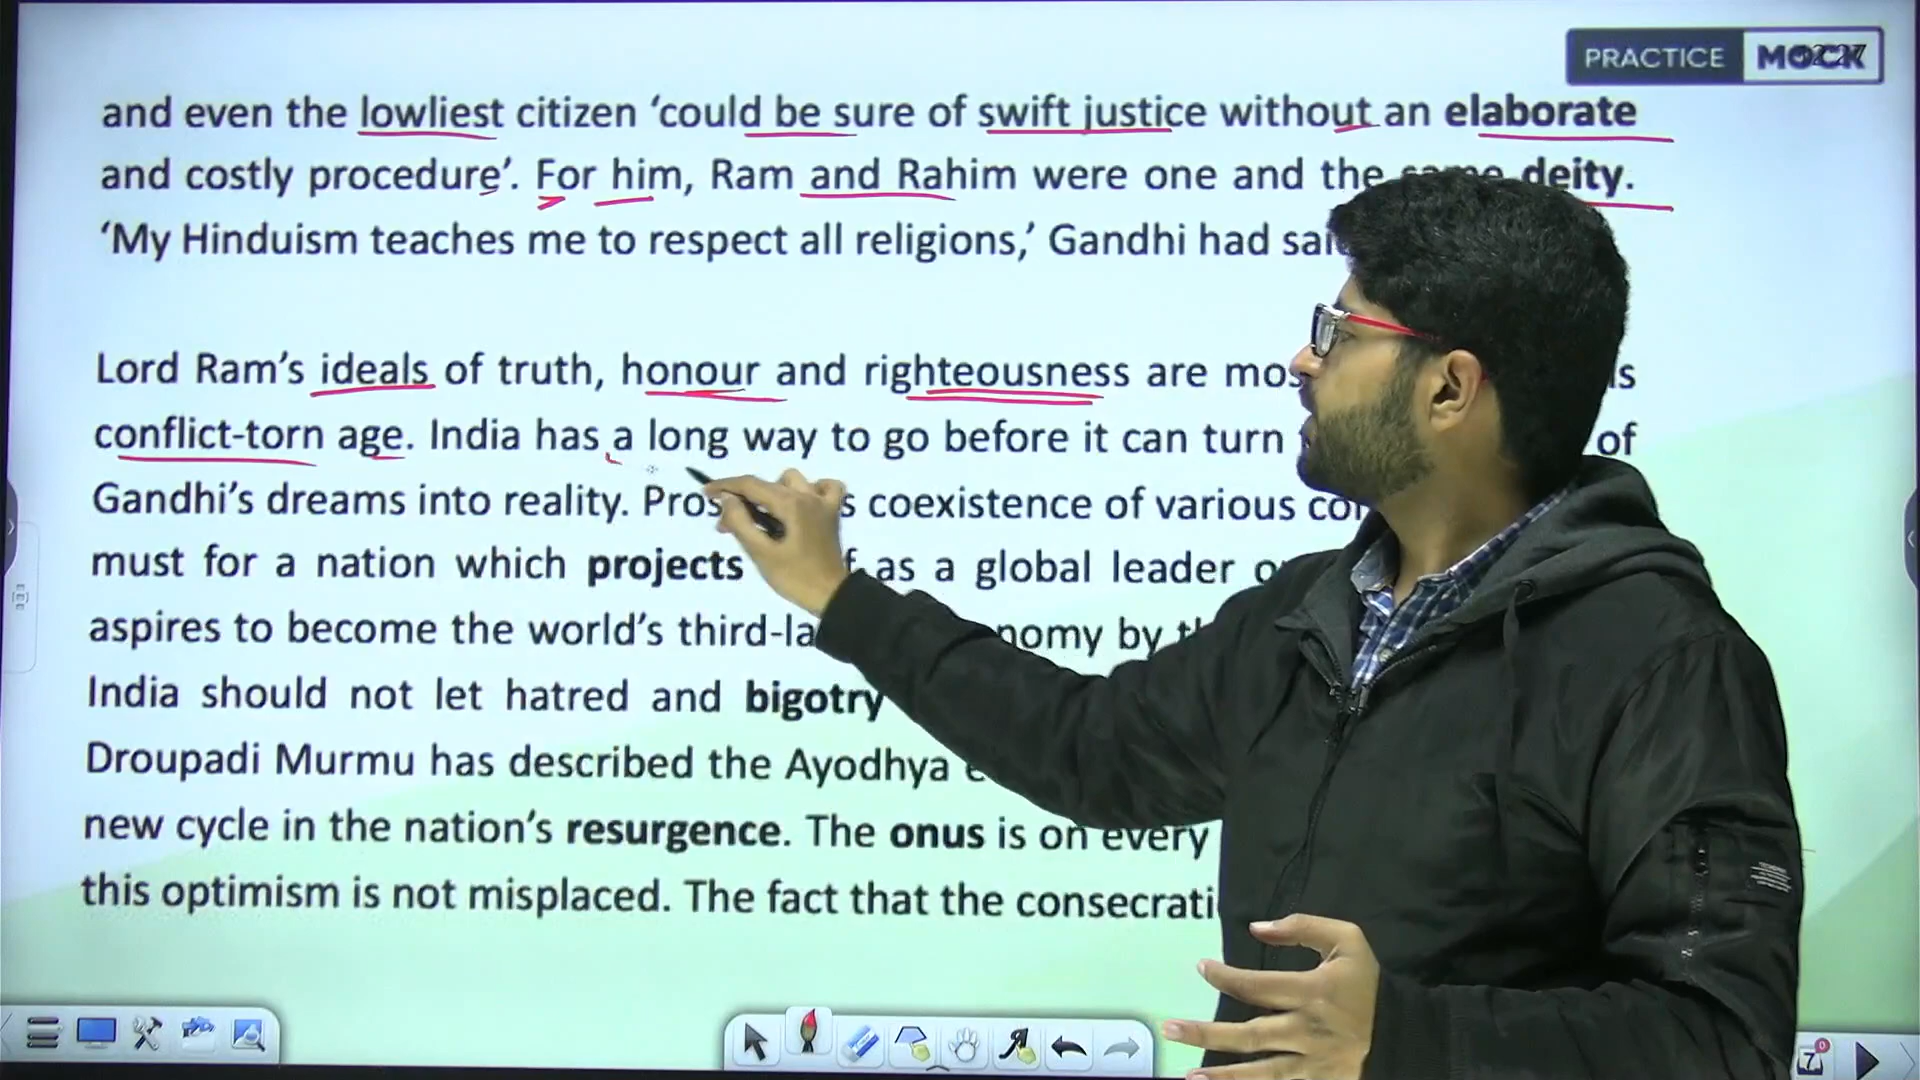 PRACTICE MOCK
and even the lowliest citizen ‘could be sure of swift justice without an elaborate
and costly procedure’. For him, Ram and Rahim were one and the same deity.
‘My Hinduism teaches me to respect all religions,’ Gandhi had
Lord Ram’s ideals of truth, honour and righteousness are
conflict-torn age. India has a long way to go before it can turn of
Gandhi’s dreams into reality. coexistence of various
must for a nation which projects as a global leader
aspires to become the world’s by
India should not let hatred and bigotry
Droupadi Murmu has described the Ayodhya
new cycle in the nation’s resurgence. The onus is on every
this optimism is not misplaced. The fact that the
7